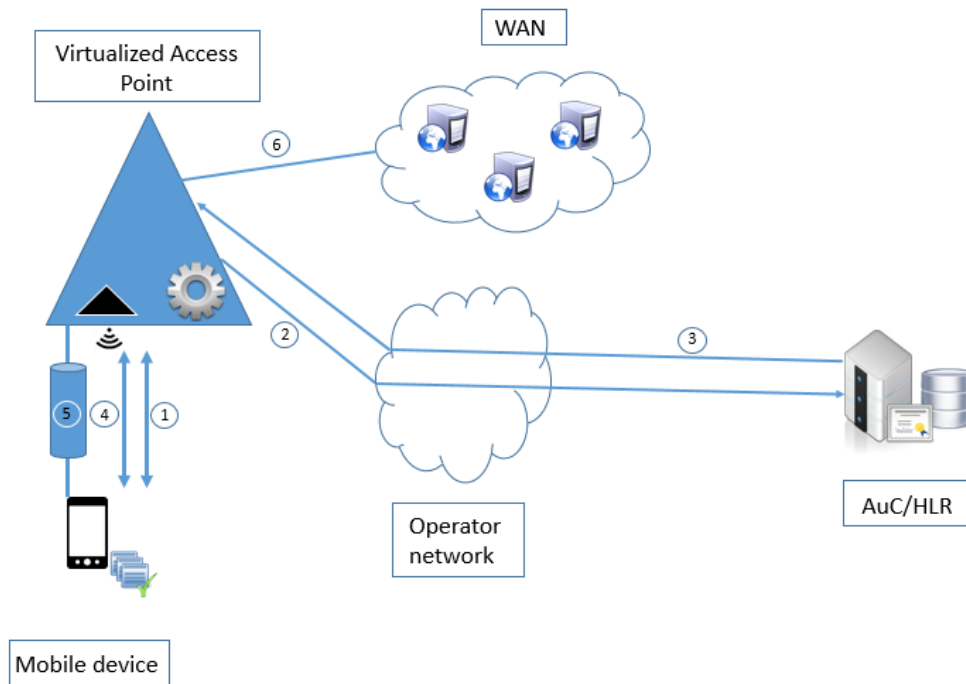 WAN
Virtualized Access
Point
6
2
3
5
4
1
Operator
network
AuC/HLR
Mobile device